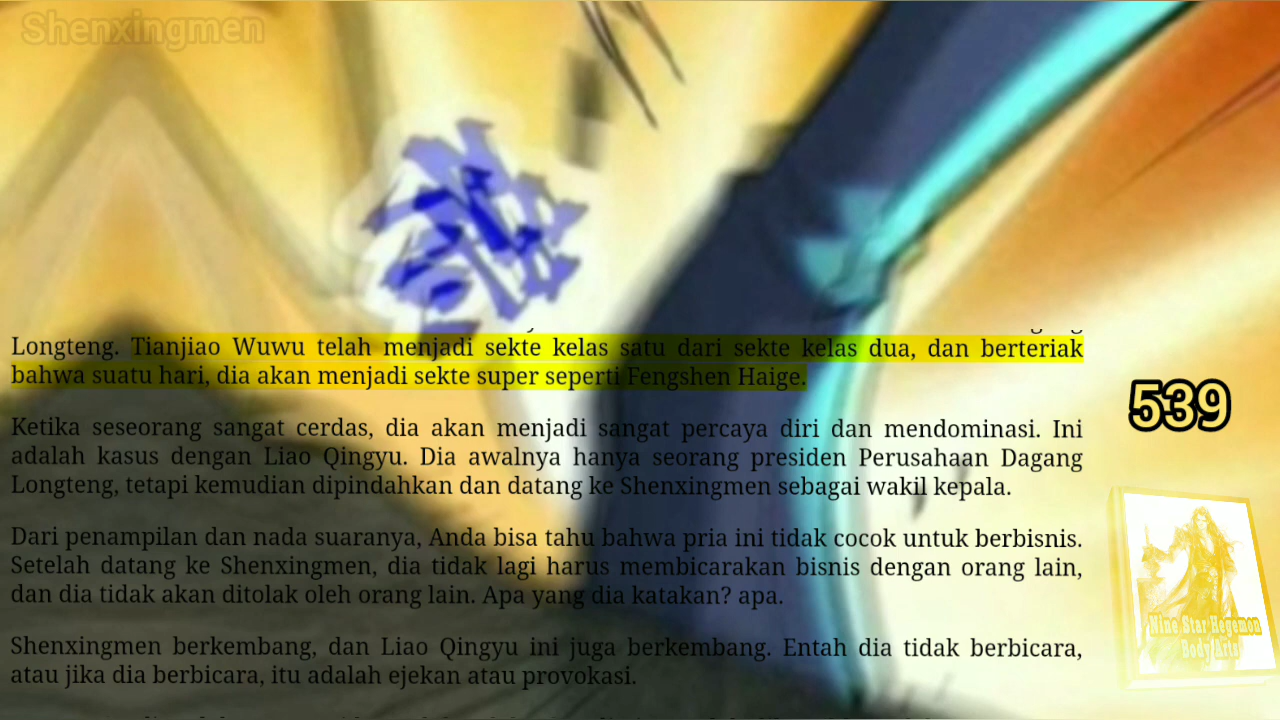 Shenxingmen
Longteng. Tianjiao Wuwu telah menjadi sekte kelas satu dari sekte kelas dua, dan berteriak
bahwa suatu hari, dia akan menjadi sekte super seperti Fengshen Haige.
Ketika seseorang sangat cerdas, dia akan menjadi sangat percaya diri dan mendominasi. Ini
adalah kasus dengan Liao Qingyu. Dia awalnya hanya seorang presiden Perusahaan Dagang
Longteng, tetapi kemudian dipindahkan dan datang ke Shenxingmen sebagai wakil kepala.
Dari penampilan dan nada suaranya, Anda bisa tahu bahwa pria ini tidak cocok untuk berbisnis.
Setelah datang ke Shenxingmen, dia tidak lagi harus membicarakan bisnis dengan orang lain,
dan dia tidak akan ditolak oleh orang lain. Apa yang dia katakan? apa.
Shenxingmen berkembang, dan Liao Qingyu ini juga berkembang. Entah dia tidak berbicara,
atau jika dia berbicara, itu adalah ejekan atau provokasi.
539
Nine Star Hegemon
Body Arts